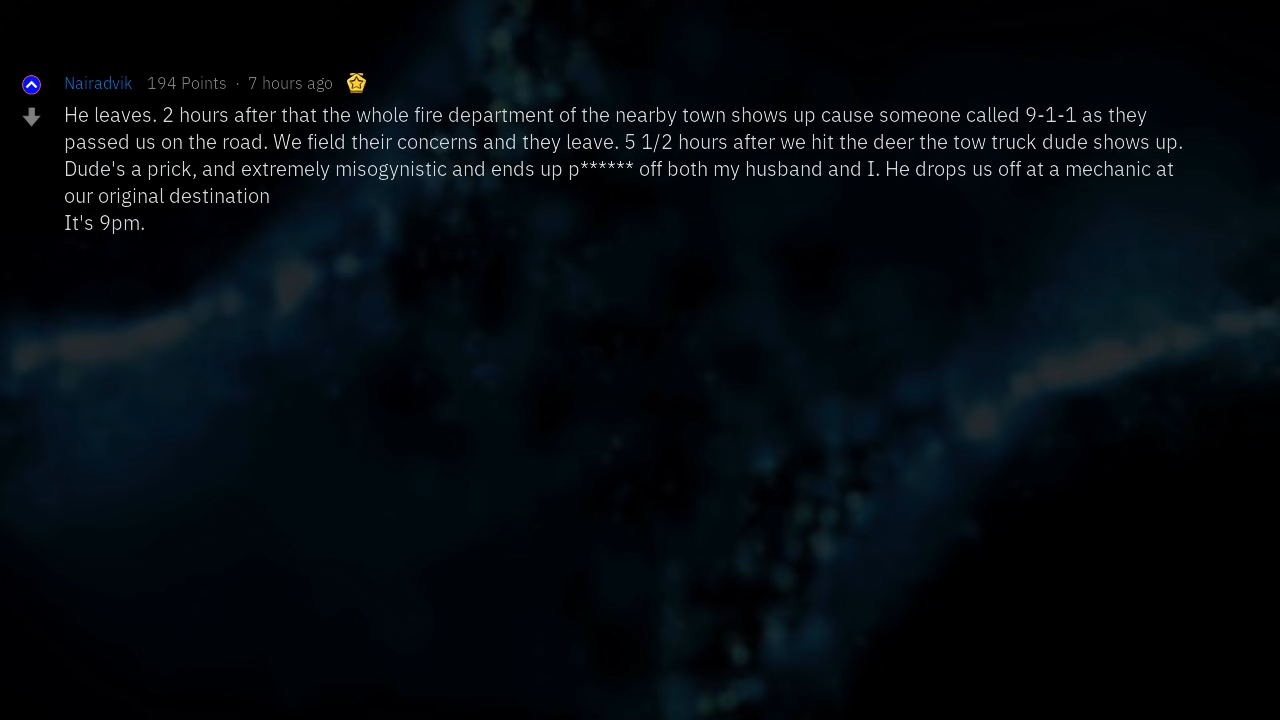 Nairadvik 194 Points · 7 hours ago
He leaves. 2 hours after that the whole fire department of the nearby town shows up cause someone called 9-1-1 as they
passed us on the road. We field their concerns and they leave. 5 1/2 hours after we hit the deer the tow truck dude shows up.
Dude's a prick, and extremely misogynistic and ends up p****** off both my husband and I. He drops us off at a mechanic at
our original destination
It's 9pm.